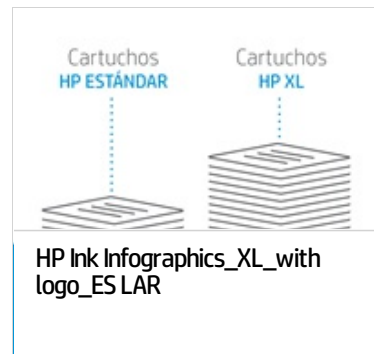 Cartuchos
HP ESTÁNDAR
Cartuchos
HP XL
HP Ink Infographics_XL_with
logo_ES LAR